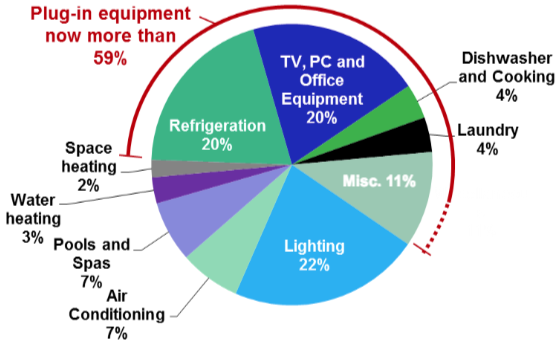 Plug-in equipment
now more than
59%
TV, PC and
Office
Equipment
20%
Dishwasher
and Cooking
4%
Laundry
4%
Misc. 11%
Lighting
22%
Air
Conditioning
7%
Pools and
Spas
7%
Water
heating
3%
Space
heating
2%
Refrigeration
20%